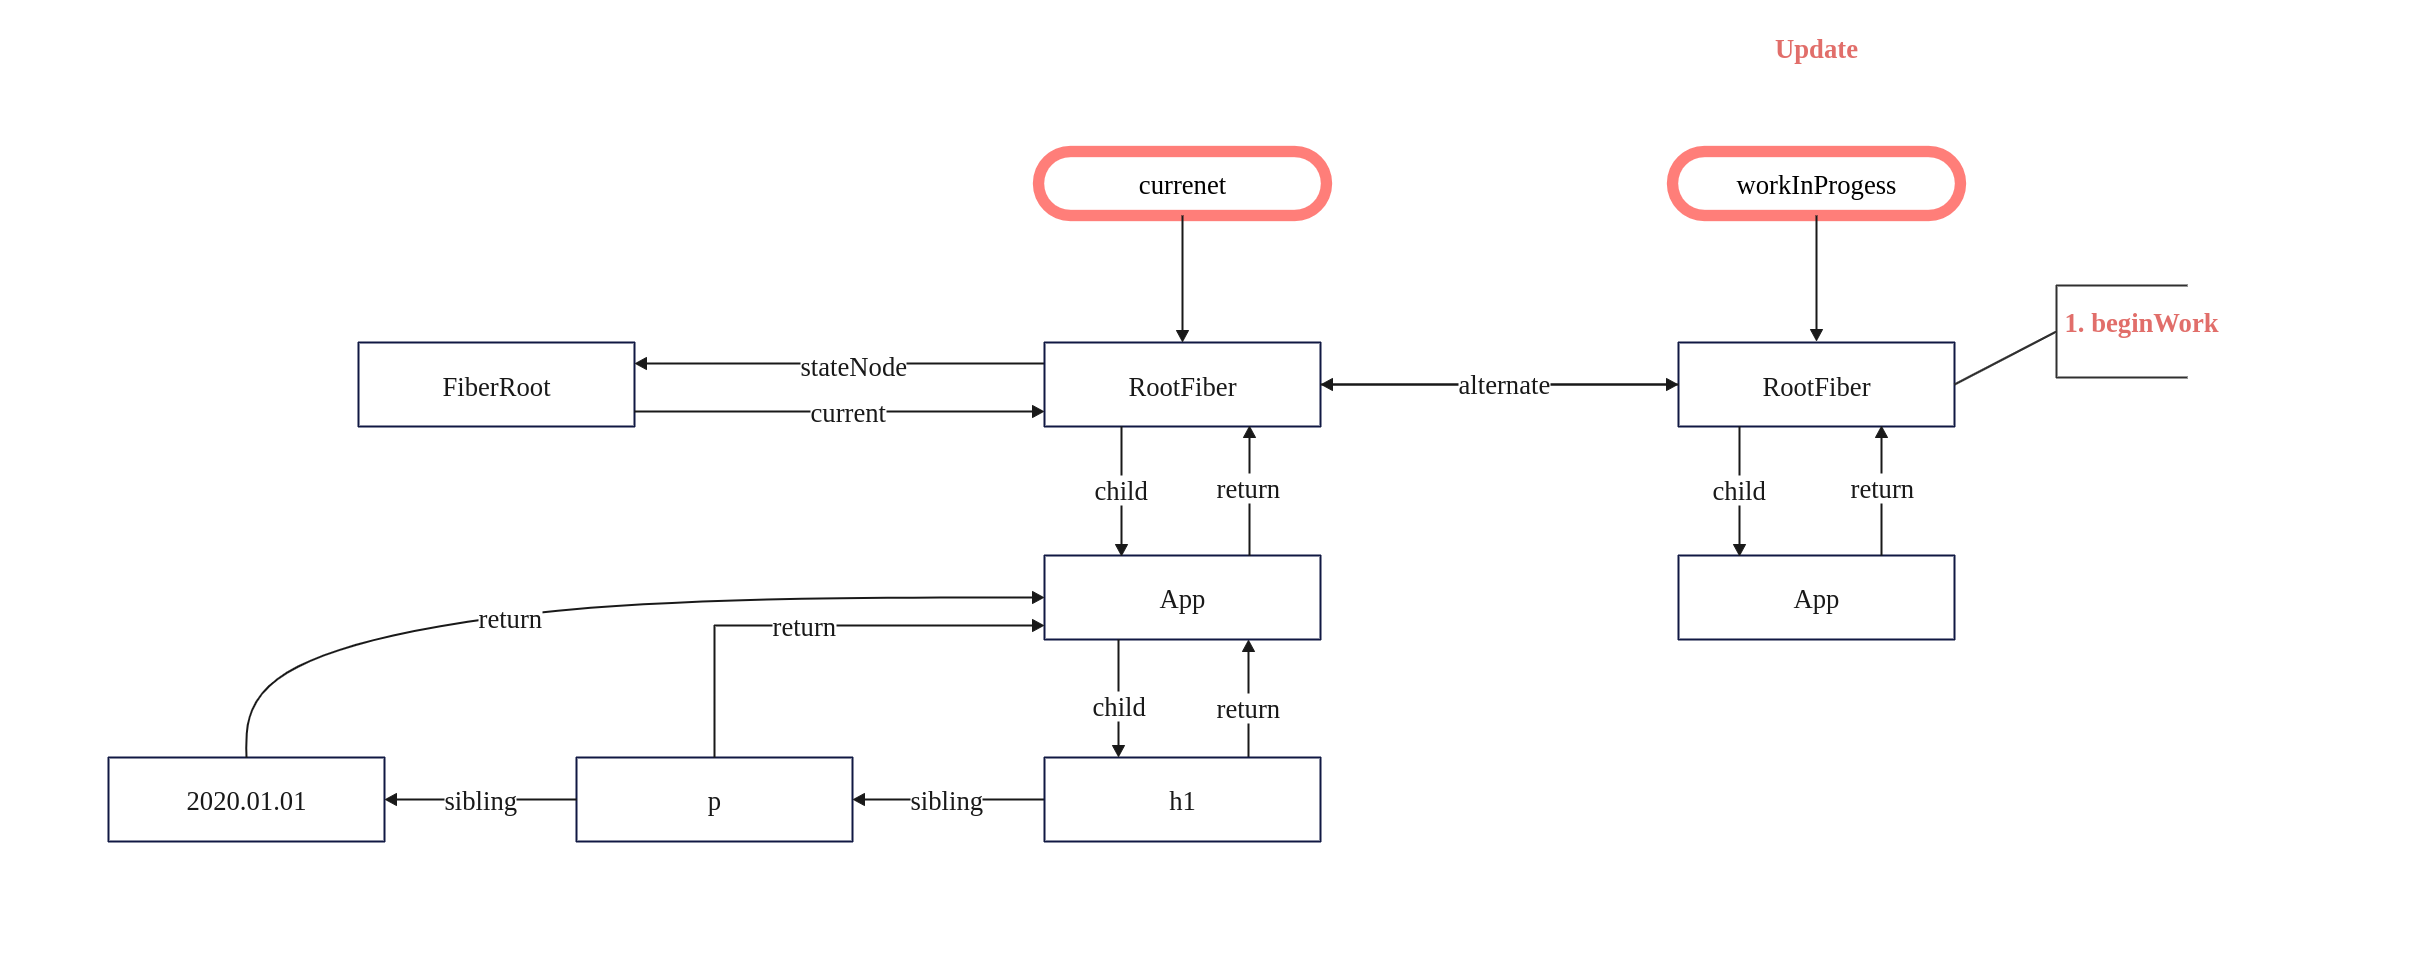 Update
currenet
workInProgess
1. beginWork
FiberRoot
stateNode
current
RootFiber
alternate
RootFiber
child
return
child
return
App
App
return
return
child
return
2020.01.01
sibling
p
sibling
h1